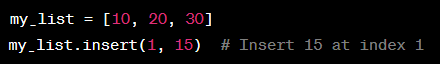 my_list = [10, 20, 30]
my_list.insert(1, 15)  # Insert 15 at index 1